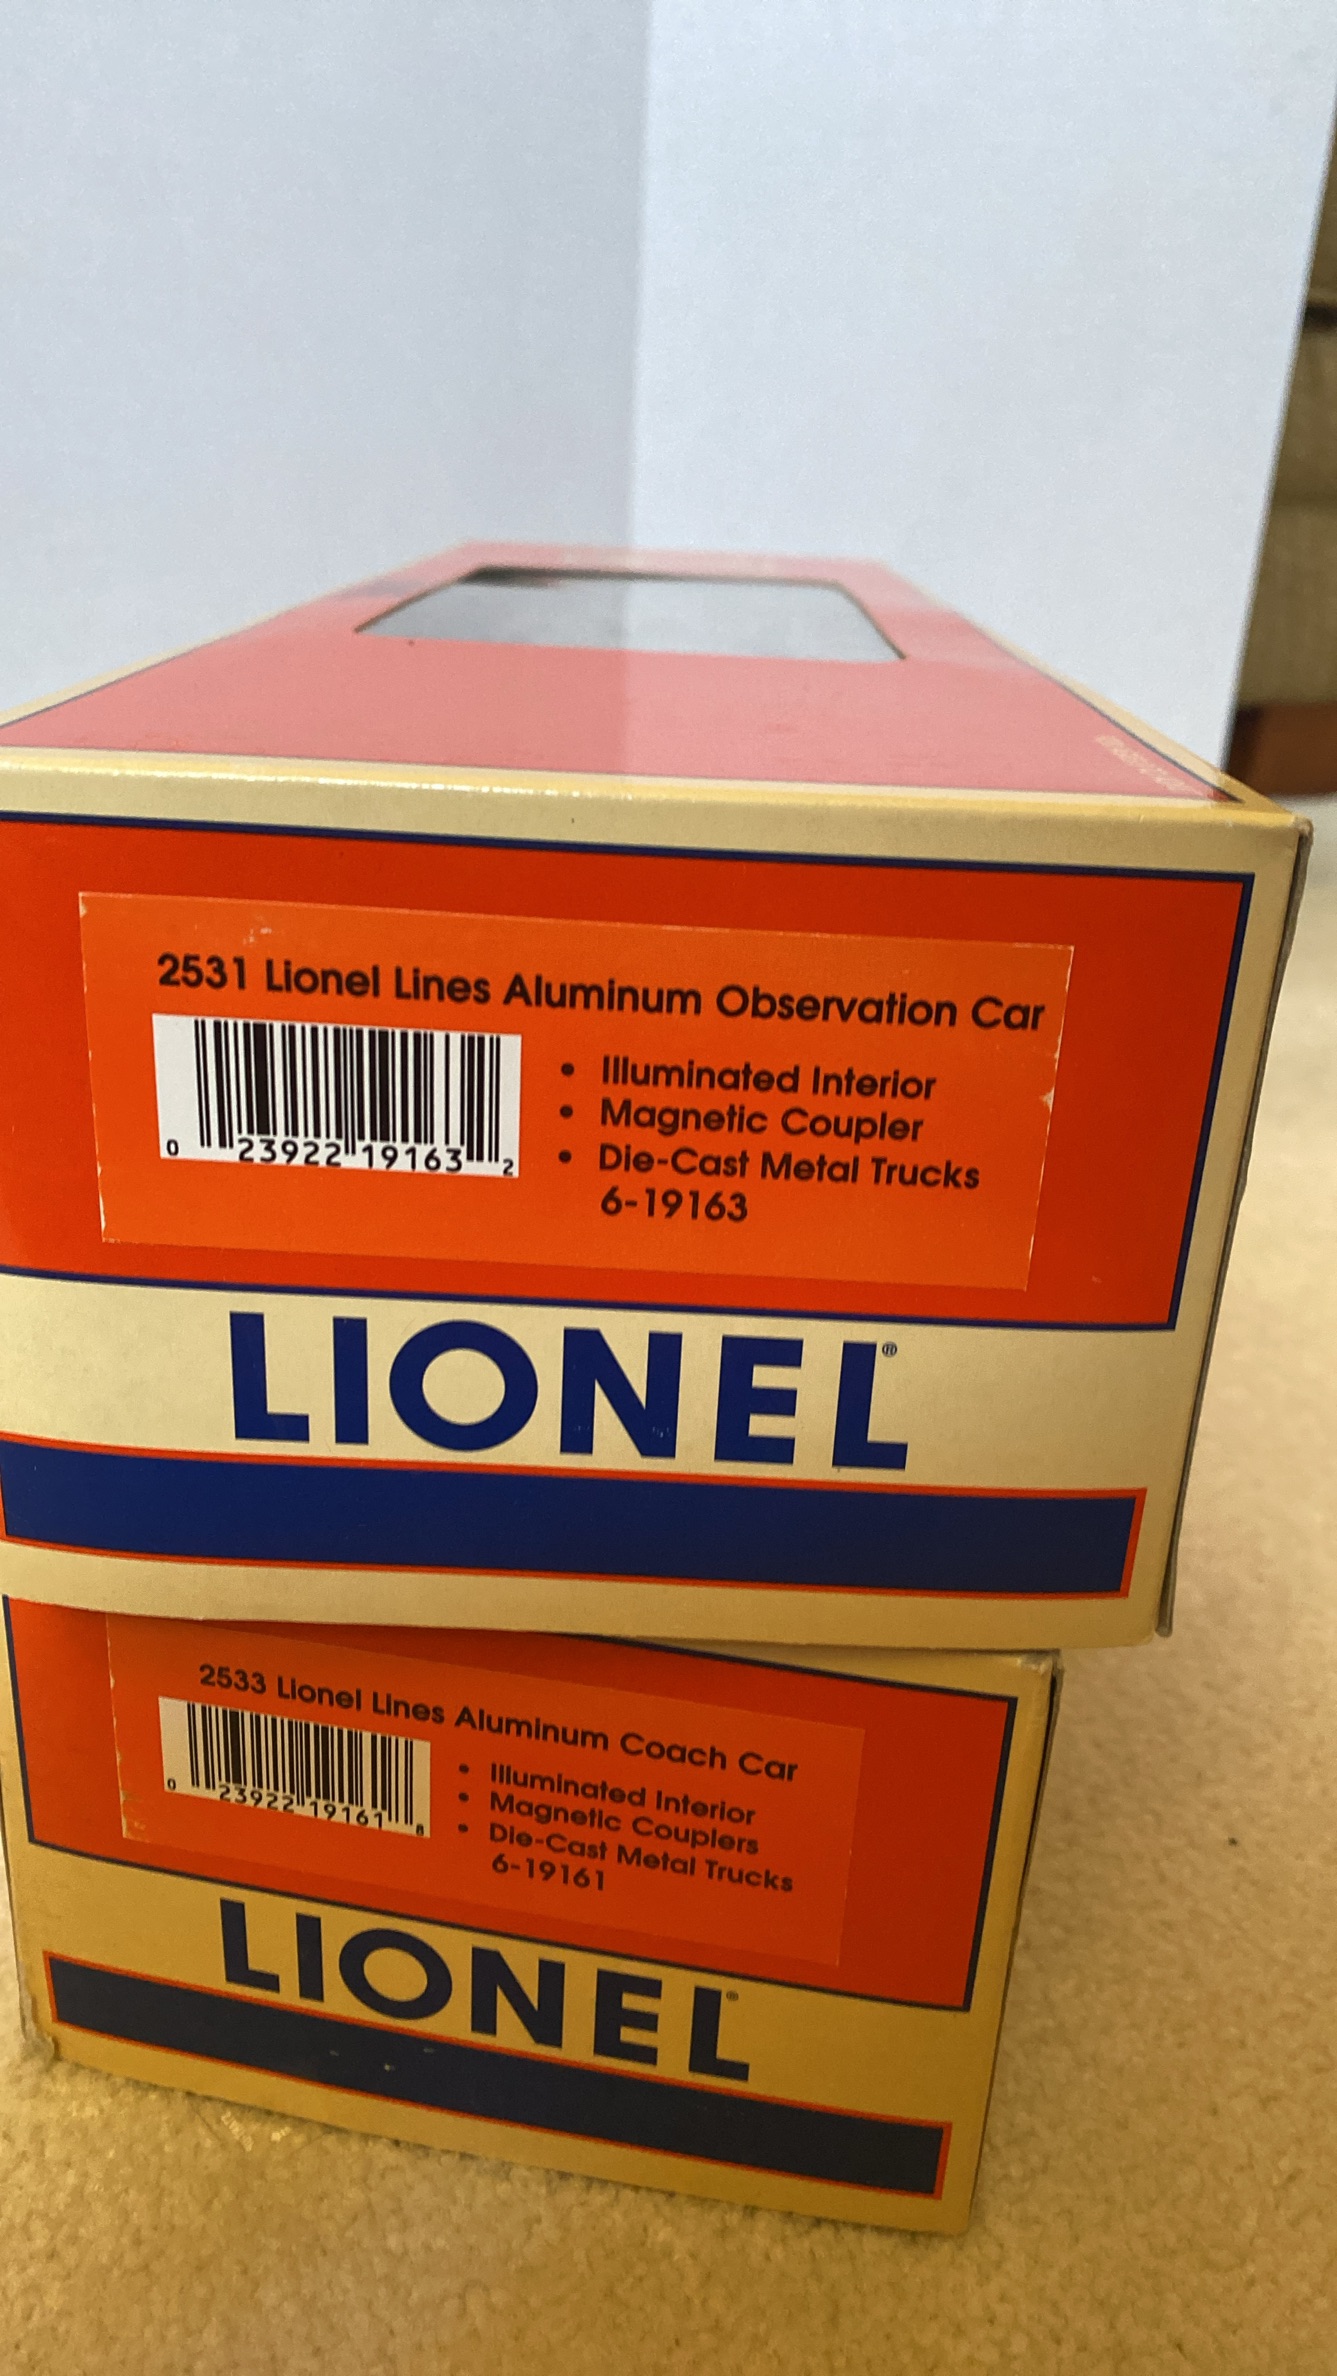 2531 Lionel Lines Aluminum Observation Car
• Illuminated Interior
• Magnetic Coupler
• Die-Cast Metal Trucks
6-19163
0 23922 19163 2
LIONEL®
2533 Lionel Lines Aluminum Coach Car
• Illuminated Interior
• Magnetic Couplers
• Die-Cast Metal Trucks
6-19161
0 23922 19161 8
LIONEL®